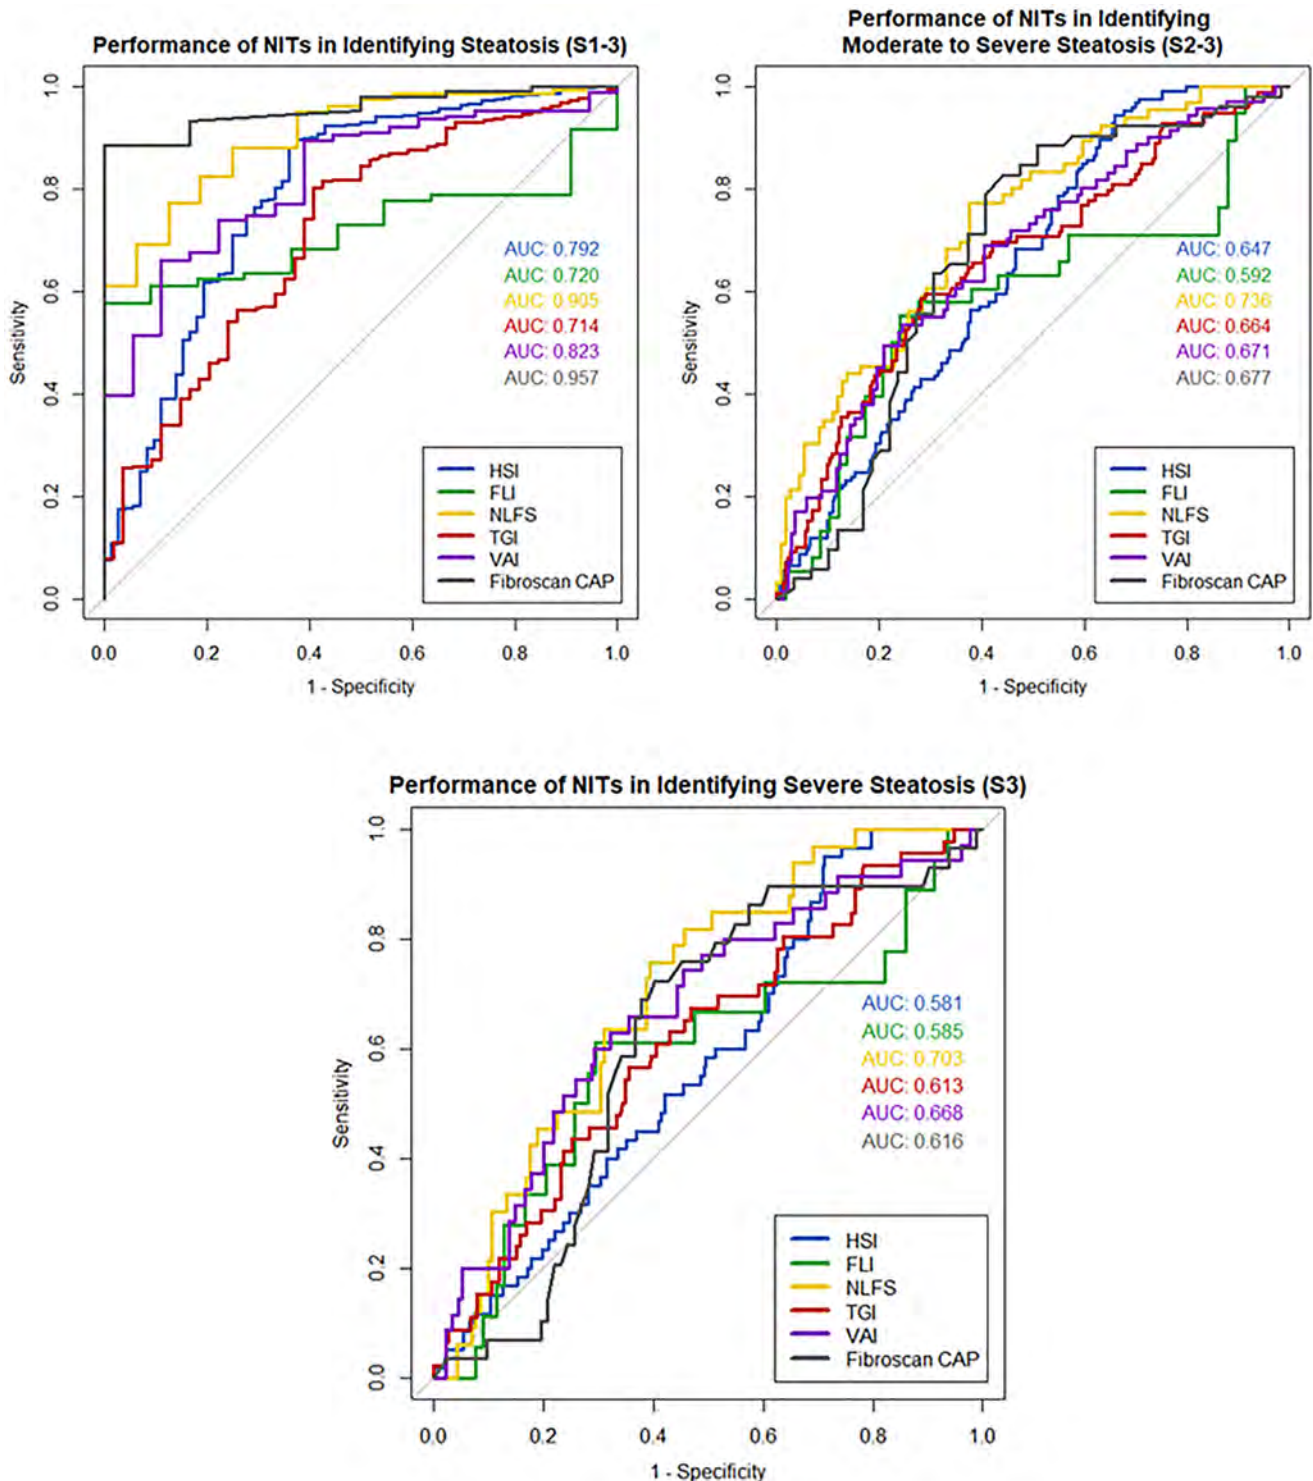 Performance of NITs in Identifying Steatosis (S1-3)
Sensitivity
1.0
0.8
0.6
0.4
0.2
0.0
AUC: 0.792
AUC: 0.720
AUC: 0.905
AUC: 0.714
AUC: 0.823
AUC: 0.957
HSI
FLI
NLFS
TGI
VAI
Fibroscan CAP
0.0 0.2 0.4 0.6 0.8 1.0
1 - Specificity
Performance of NITs in Identifying
Moderate to Severe Steatosis (S2-3)
Sensitivity
1.0
0.8
0.6
0.4
0.2
0.0
AUC: 0.647
AUC: 0.592
AUC: 0.736
AUC: 0.664
AUC: 0.671
AUC: 0.677
HSI
FLI
NLFS
TGI
VAI
Fibroscan CAP
0.0 0.2 0.4 0.6 0.8 1.0
1 - Specificity
Performance of NITs in Identifying Severe Steatosis (S3)
Sensitivity
1.0
0.8
0.6
0.4
0.2
0.0
AUC: 0.581
AUC: 0.585
AUC: 0.703
AUC: 0.613
AUC: 0.668
AUC: 0.616
HSI
FLI
NLFS
TGI
VAI
Fibroscan CAP
0.0 0.2 0.4 0.6 0.8 1.0
1 - Specificity